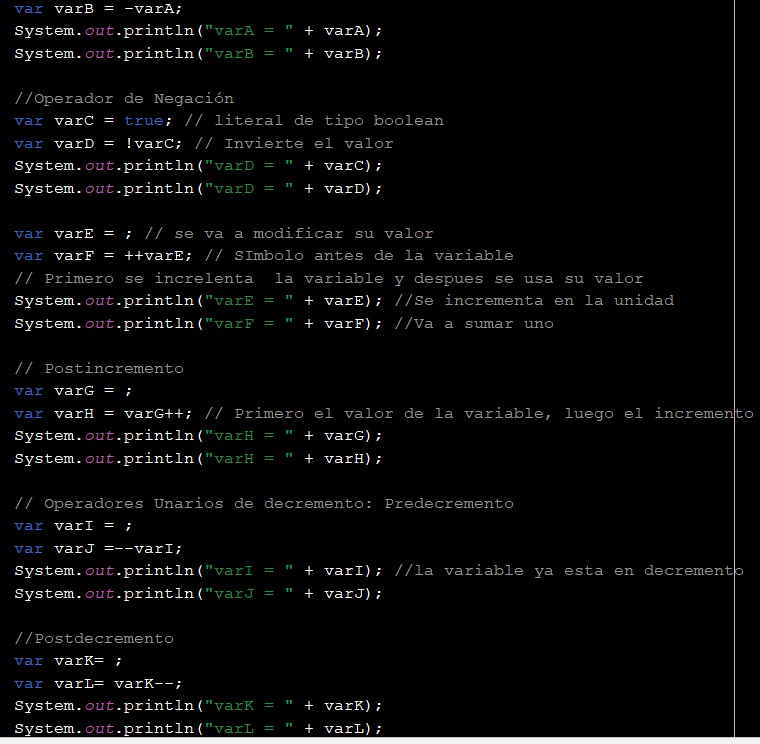 var varB = -varA;
System.out.println("varA = " + varA);
System.out.println("varB = " + varB);

//Operador de Negación
var varC = true; // literal de tipo boolean
var varD = !varC; // Invierte el valor
System.out.println("varD = " + varC);
System.out.println("varD = " + varD);

var varE = ; // se va a modificar su valor
var varF = ++varE; // SImbolo antes de la variable
// Primero se increlenta  la variable y despues se usa su valor
System.out.println("varE = " + varE); //Se incrementa en la unidad
System.out.println("varF = " + varF); //Va a sumar uno

// Postincremento
var varG = ;
var varH = varG++; // Primero el valor de la variable, luego el incremento
System.out.println("varH = " + varG);
System.out.println("varH = " + varH);

// Operadores Unarios de decremento: Predecremento
var varI = ;
var varJ =--varI;
System.out.println("varI = " + varI); //la variable ya esta en decremento
System.out.println("varJ = " + varJ);

//Postdecremento
var varK= ;
var varL= varK--;
System.out.println("varK = " + varK);
System.out.println("varL = " + varL);